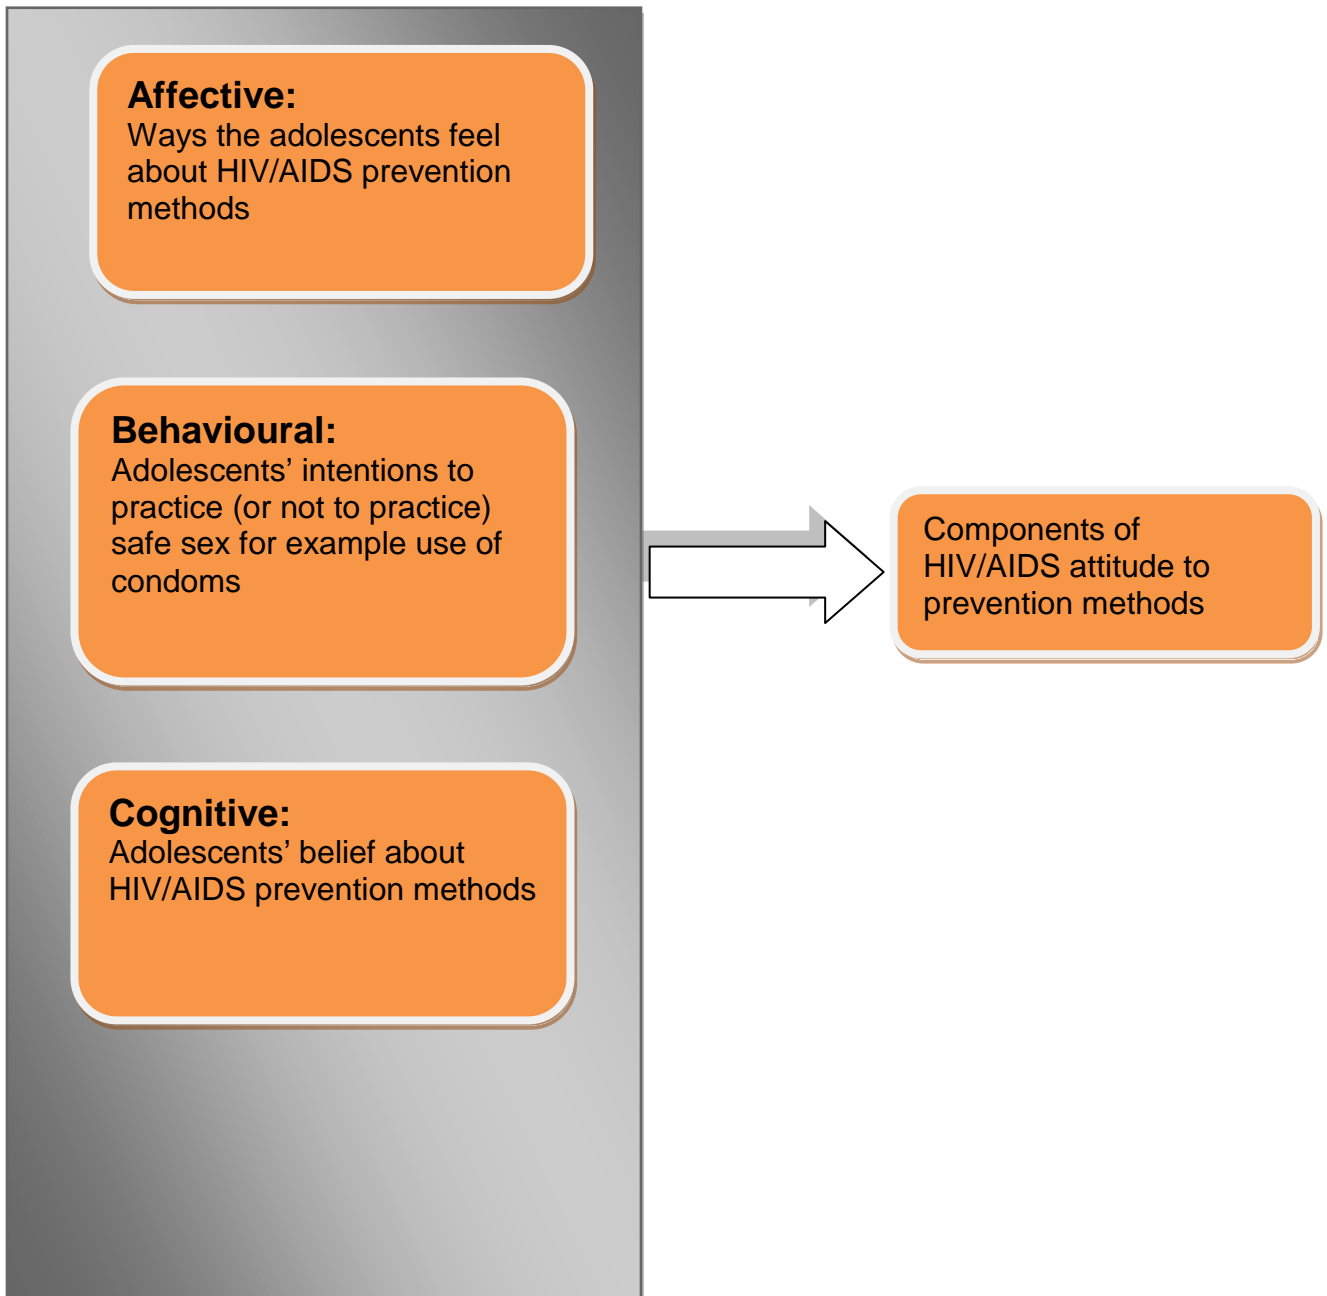 Affective:
Ways the adolescents feel
about HIV/AIDS prevention
methods
Behavioural:
Adolescents’ intentions to
practice (or not to practice)
safe sex for example use of
condoms
Cognitive:
Adolescents’ belief about
HIV/AIDS prevention methods
Components of
HIV/AIDS attitude to
prevention methods